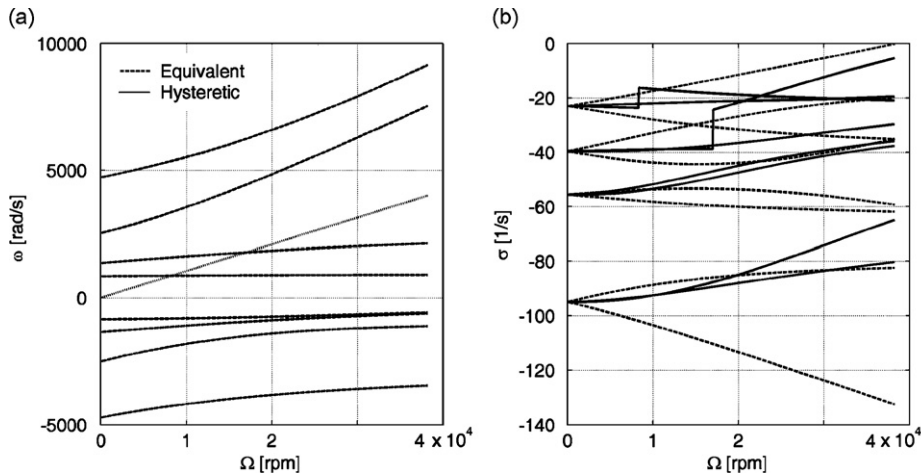 (a)
10000
5000
0
-5000
ω [rad/s]
Equivalent
Hysteretic
0
1
2
4 x 10⁴
Ω [rpm]
(b)
0
-20
-40
-60
-80
-100
-120
-140
σ [1/s]
0
1
2
4 x 10⁴
Ω [rpm]